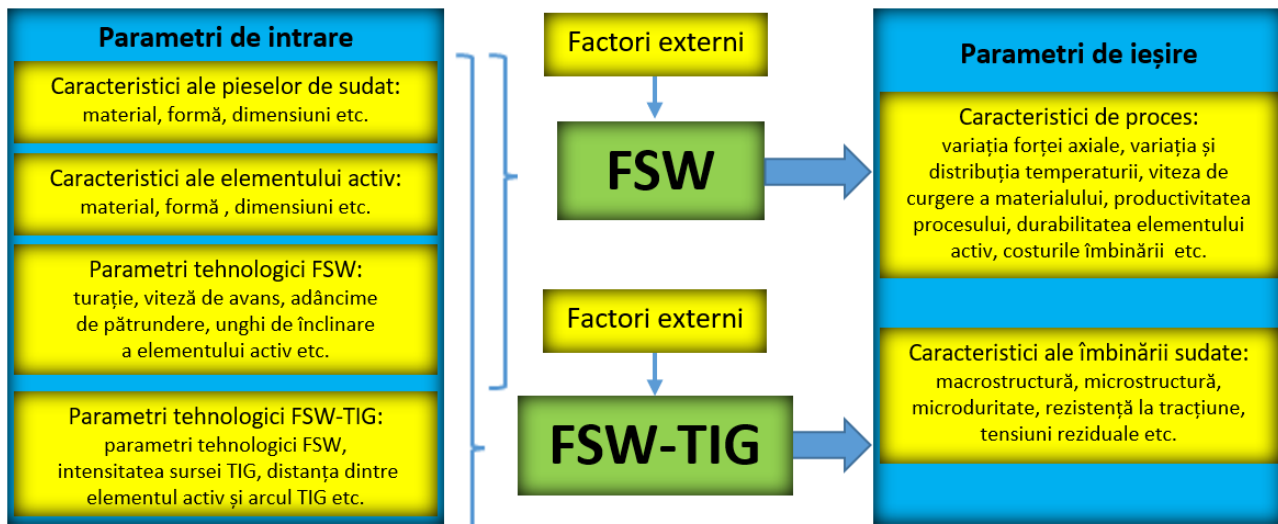 Parametri de intrare
Caracteristici ale pieselor de sudat:
material, formă, dimensiuni etc.
Caracteristici ale elementului activ:
material, formă , dimensiuni etc.
Parametri tehnologici FSW:
turație, viteză de avans, adâncime
de pătrundere, unghi de înclinare
a elementului activ etc.
Parametri tehnologici FSW-TIG:
parametri tehnologici FSW,
intensitatea sursei TIG, distanța dintre
elementul activ și arcul TIG etc.
Factori externi
FSW
Factori externi
FSW-TIG
Parametri de ieșire
Caracteristici de proces:
variația forței axiale, variația și
distribuția temperaturii, viteza de
curgere a materialului, productivitatea
procesului, durabilitatea elementului
activ, costurile îmbinării etc.
Caracteristici ale îmbinării sudate:
macrostructură, microstructură,
microduritate, rezistență la tracțiune,
tensiuni reziduale etc.